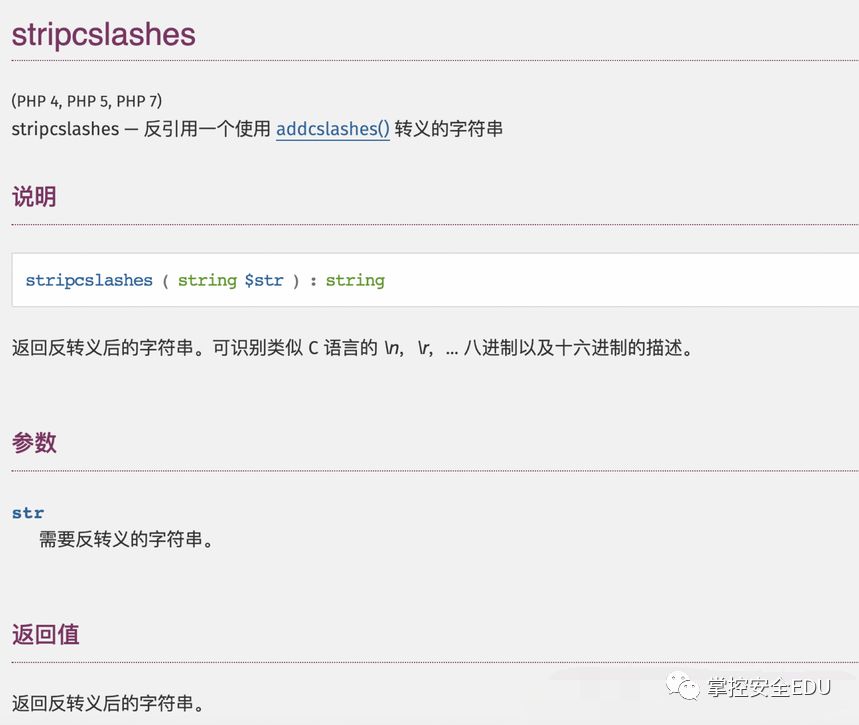 stripcslashes
(PHP 4, PHP 5, PHP 7)
stripcslashes — 反引用一个使用 addcslashes() 转义的字符串
说明
stripcslashes ( string $str ) : string
返回反转义后的字符串。可识别类似 C 语言的 \n，\r，... 八进制以及十六进制的描述。
参数
str
需要反转义的字符串。
返回值
返回反转义后的字符串。
掌控安全EDU